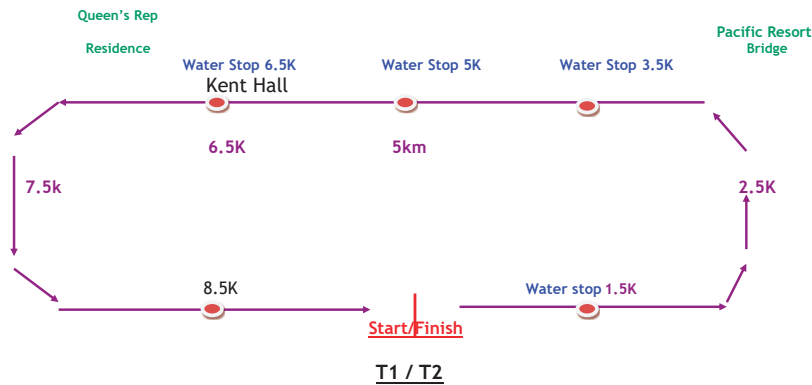 Queen's Rep
Residence
Pacific Resort
Bridge
Water Stop 6.5K
Water Stop 5K
Water Stop 3.5K
Kent Hall
6.5K
5km
7.5k
2.5K
8.5K
Water stop 1.5K
Start/Finish
T1 / T2